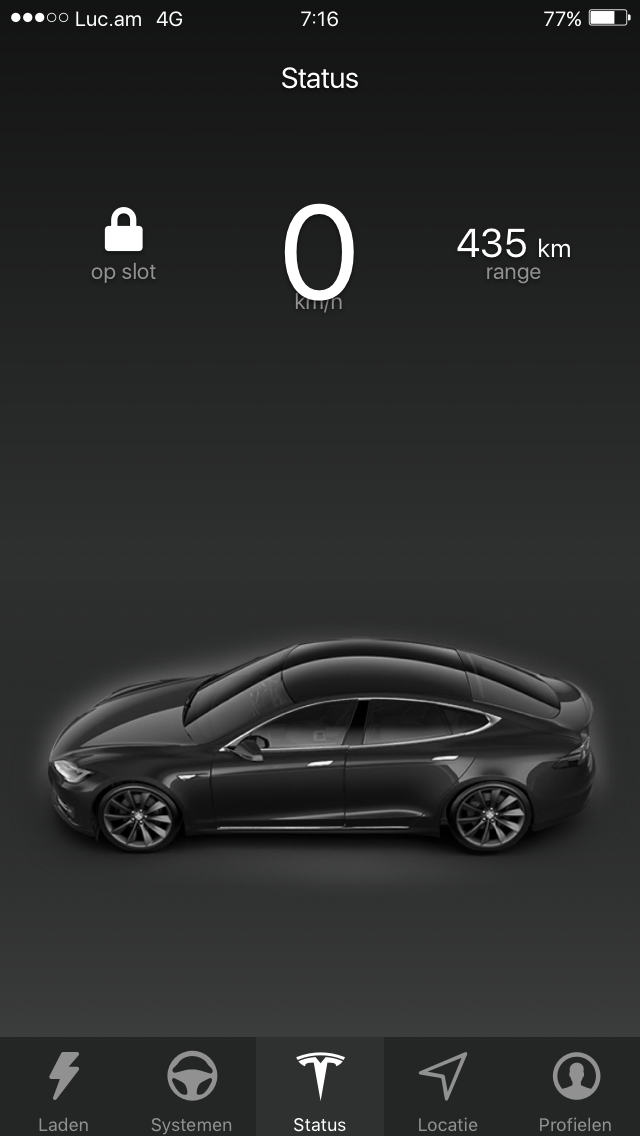 Luc.am 4G 7:16 77%
Status
0
435 km
op slot
range
km/h
Laden
Systemen
Status
Locatie
Profielen